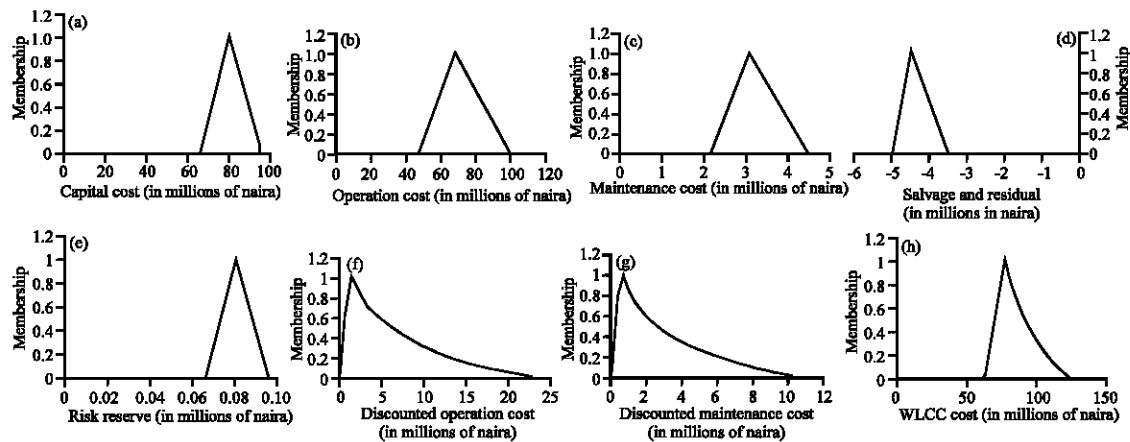 (a)
1.2
1.0
0.8
0.6
0.4
0.2
0
Membership
0 20 40 60 80 100
Capital cost (in millions of naira)
(b)
1.2
1
0.8
0.6
0.4
0.2
0
Membership
0 20 40 60 80 100 120
Operation cost (in millions of naira)
(c)
1.2
1
0.8
0.6
0.4
0.2
0
Membership
0 1 2 3 4 5
Maintenance cost (in millions of naira)
(d)
1.2
1
0.8
0.6
0.4
0.2
0
Membership
-6 -5 -4 -3 -2 -1 0
Salvage and residual
(in millions in naira)
(e)
1.2
1
0.8
0.6
0.4
0.2
0
Membership
0 0.02 0.04 0.06 0.08 0.10
Risk reserve (in millions of naira)
(f)
1.2
1
0.8
0.6
0.4
0.2
0
Membership
0 5 10 15 20 25
Discounted operation cost
(in millions of naira)
(g)
1.2
1
0.8
0.6
0.4
0.2
0
Membership
0 2 4 6 8 10 12
Discounted maintenance cost
(in millions of naira)
(h)
1.2
1
0.8
0.6
0.4
0.2
0
Membership
0 50 100 150
WLCC cost (in millions of naira)